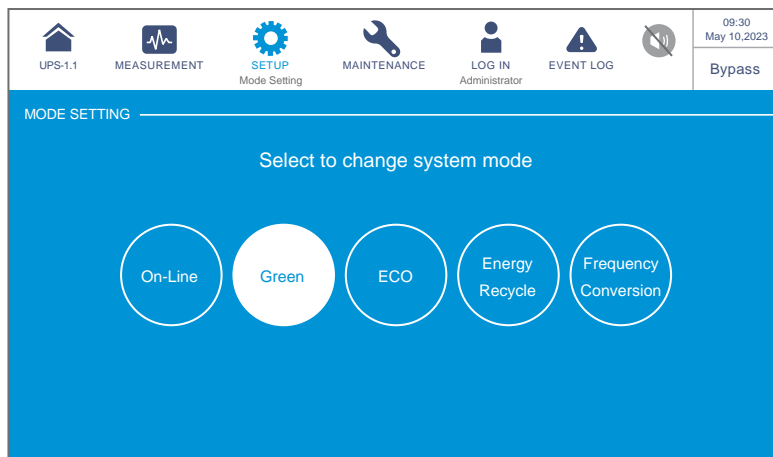 UPS-1.1
MEASUREMENT
SETUP
Mode Setting
MAINTENANCE
LOG IN
Administrator
EVENT LOG
09:30
May 10,2023
Bypass
MODE SETTING
Select to change system mode
On-Line
Green
ECO
Energy
Recycle
Frequency
Conversion